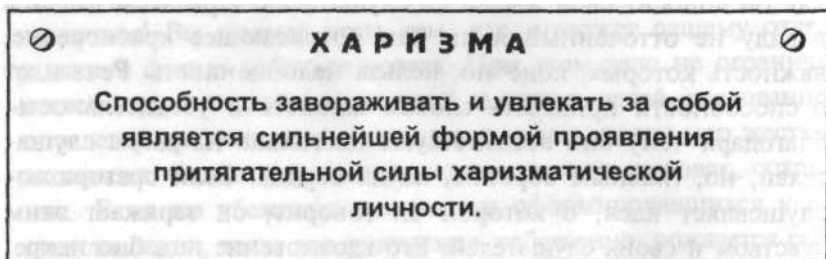 ХАРИЗМА
Способность завораживать и увлекать за собой
является сильнейшей формой проявления
притягательной силы харизматической
личности.